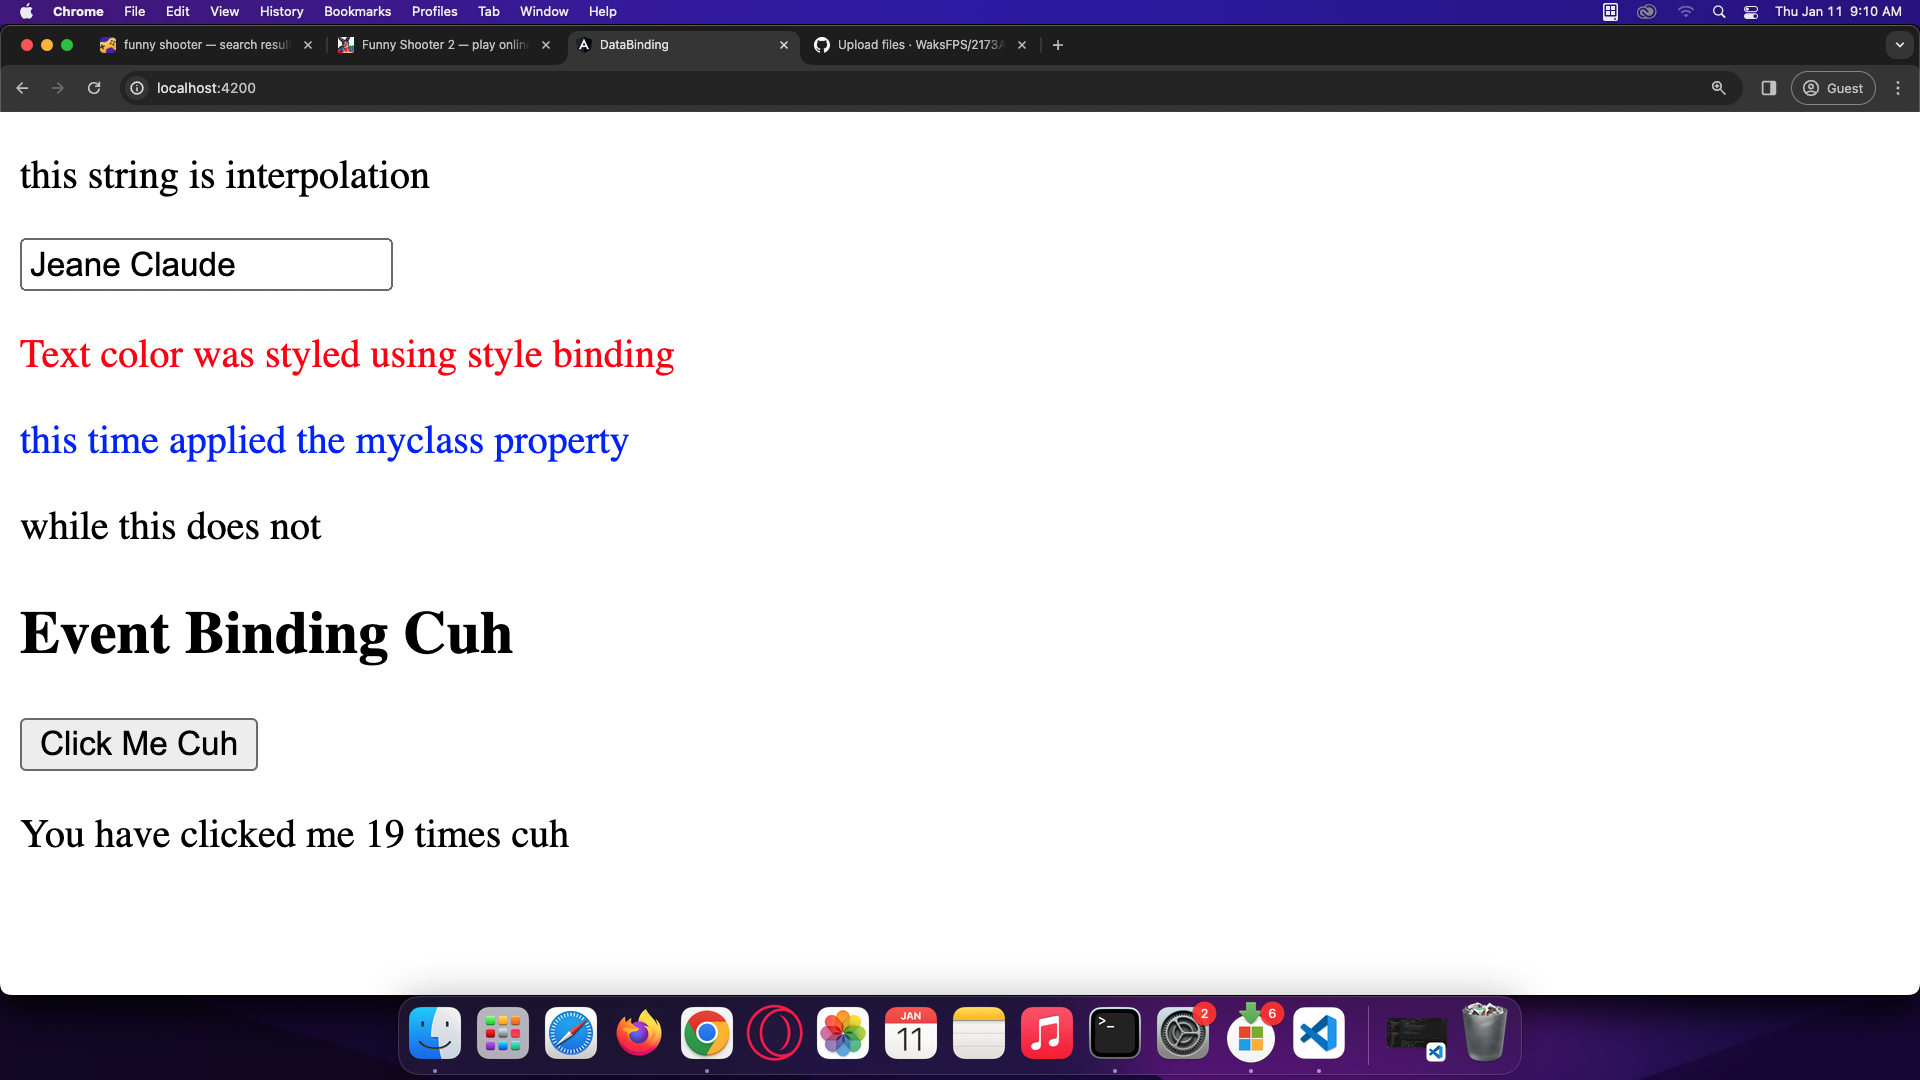 Chrome File Edit View History Bookmarks Profiles Tab Window Help Thu Jan 11 9:10 AM
funny shooter — search resul Funny Shooter 2 — play onlin DataBinding Upload files · WaksFPS/2173A
localhost:4200 Guest
this string is interpolation
Jeane Claude
Text color was styled using style binding
this time applied the myclass property
while this does not
Event Binding Cuh
Click Me Cuh
You have clicked me 19 times cuh
JAN
11
>_
2
6